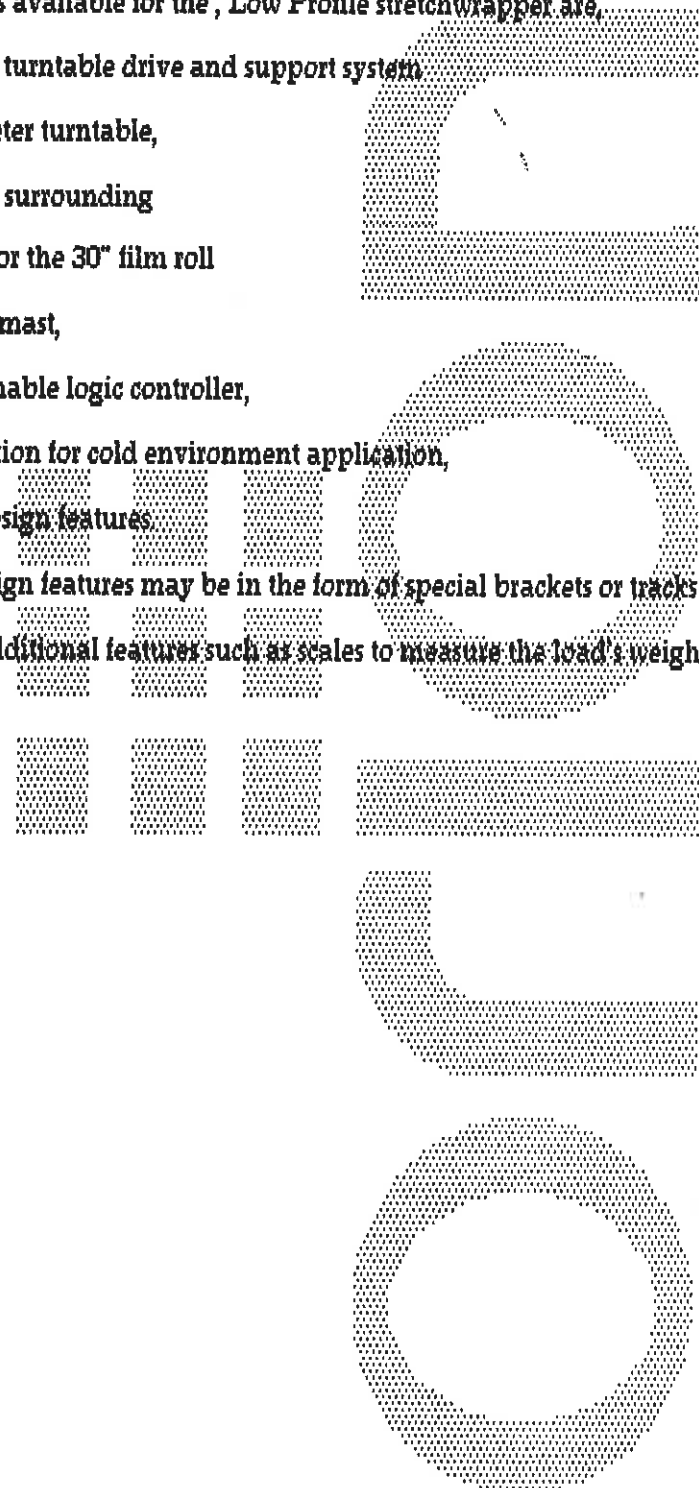 s available for the , Low Profile stretchwrapper are,
turntable drive and support system
ter turntable,
surrounding
or the 30" film roll
mast,
nable logic controller,
tion for cold environment application,
sign features,
ign features may be in the form of special brackets or tracks
dditional features such as scales to measure the load's weigh